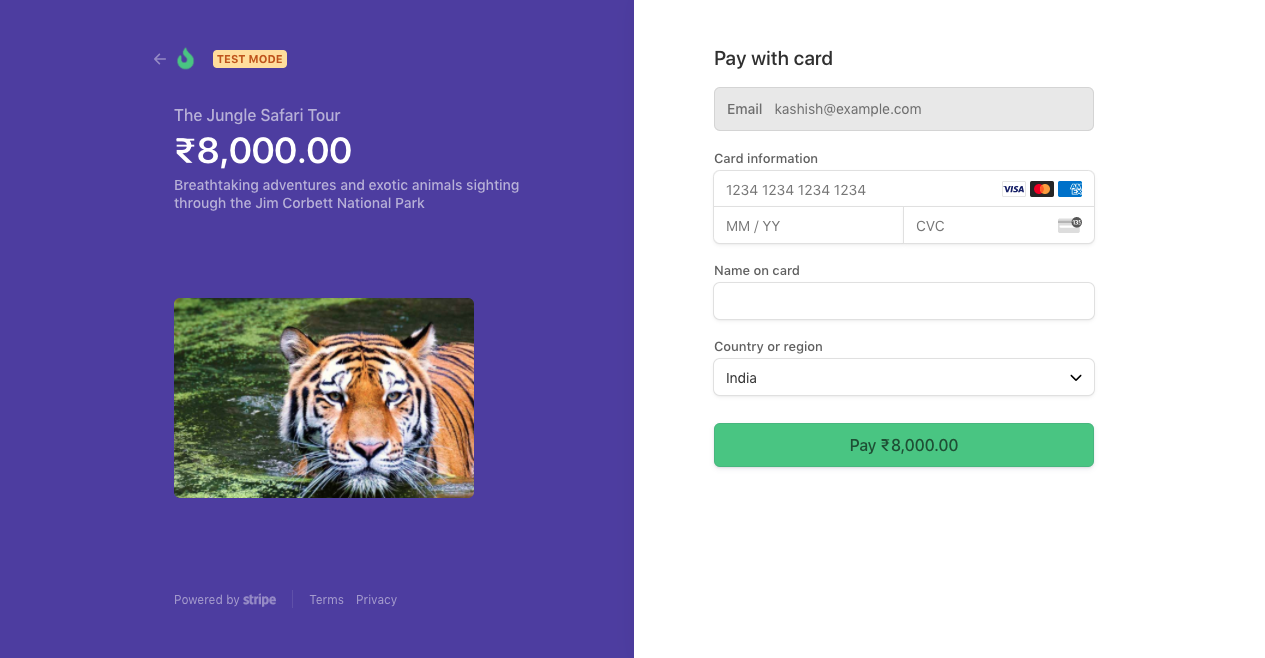 TEST MODE
The Jungle Safari Tour
₹8,000.00
Breathtaking adventures and exotic animals sighting
through the Jim Corbett National Park
Powered by stripe
Terms Privacy
Pay with card
Email kashish@example.com
Card information
1234 1234 1234 1234 VISA
MM / YY CVC
Name on card
Country or region
India
Pay ₹8,000.00